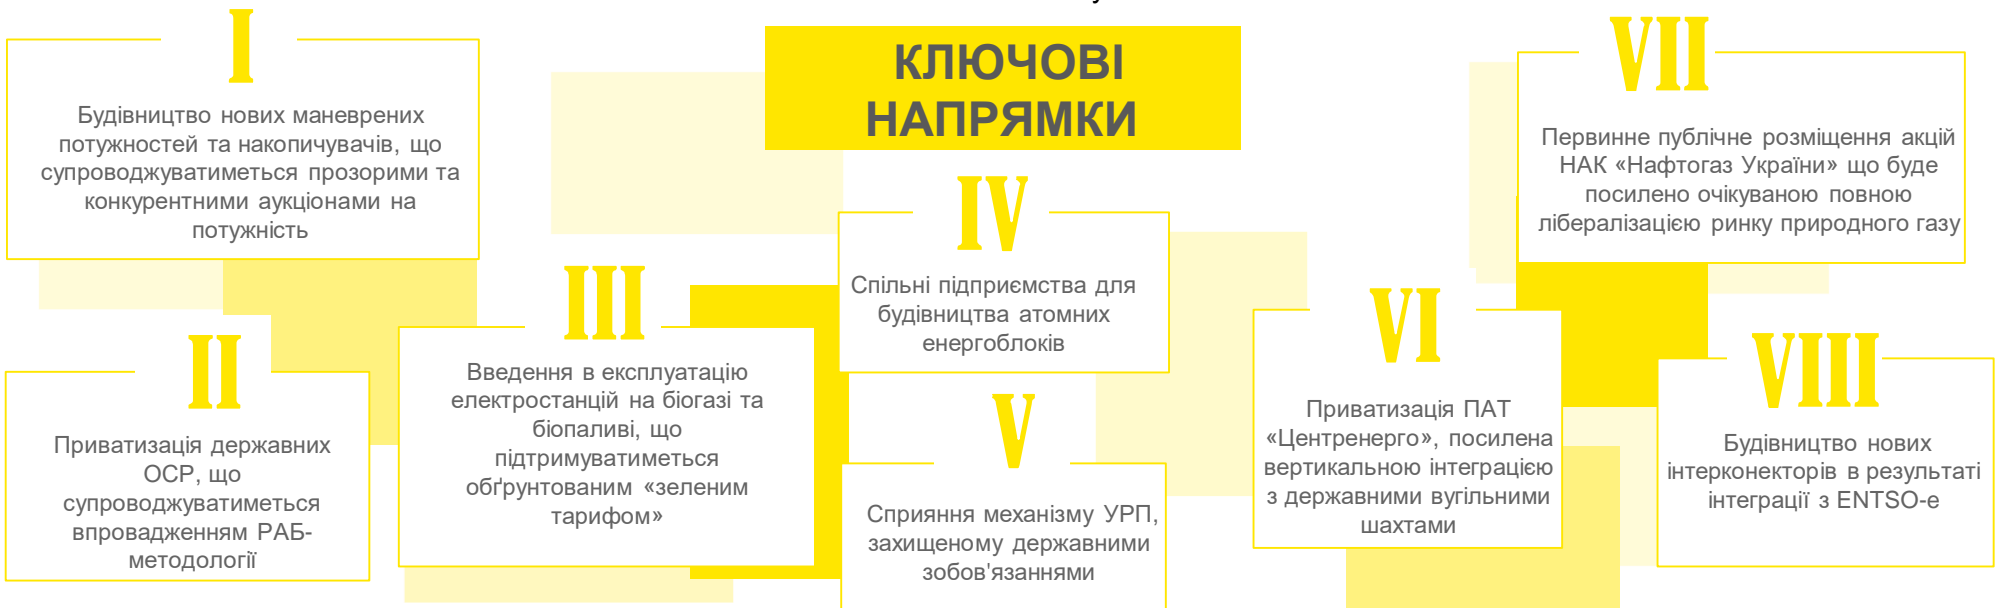 КЛЮЧОВІ
НАПРЯМКИ
I
Будівництво нових маневрених
потужностей та накопичувачів, що
супроводжуватиметься прозорими та
конкурентними аукціонами на
потужність
II
Приватизація державних
ОСР, що
супроводжуватиметься
впровадженням РАБ-
методології
III
Введення в експлуатацію
електростанцій на біогазі та
біопаливі, що
підтримуватиметься
обґрунтованим «зеленим
тарифом»
IV
Спільні підприємства для
будівництва атомних
енергоблоків
V
Сприяння механізму УРП,
захищеному державними
зобов'язаннями
VI
Приватизація ПАТ
«Центренерго», посилена
вертикальною інтеграцією
з державними вугільними
шахтами
VII
Первинне публічне розміщення акцій
НАК «Нафтогаз України» що буде
посилено очікуваною повною
лібералізацією ринку природного газу
VIII
Будівництво нових
інтерконекторів в результаті
інтеграції з ENTSO-e